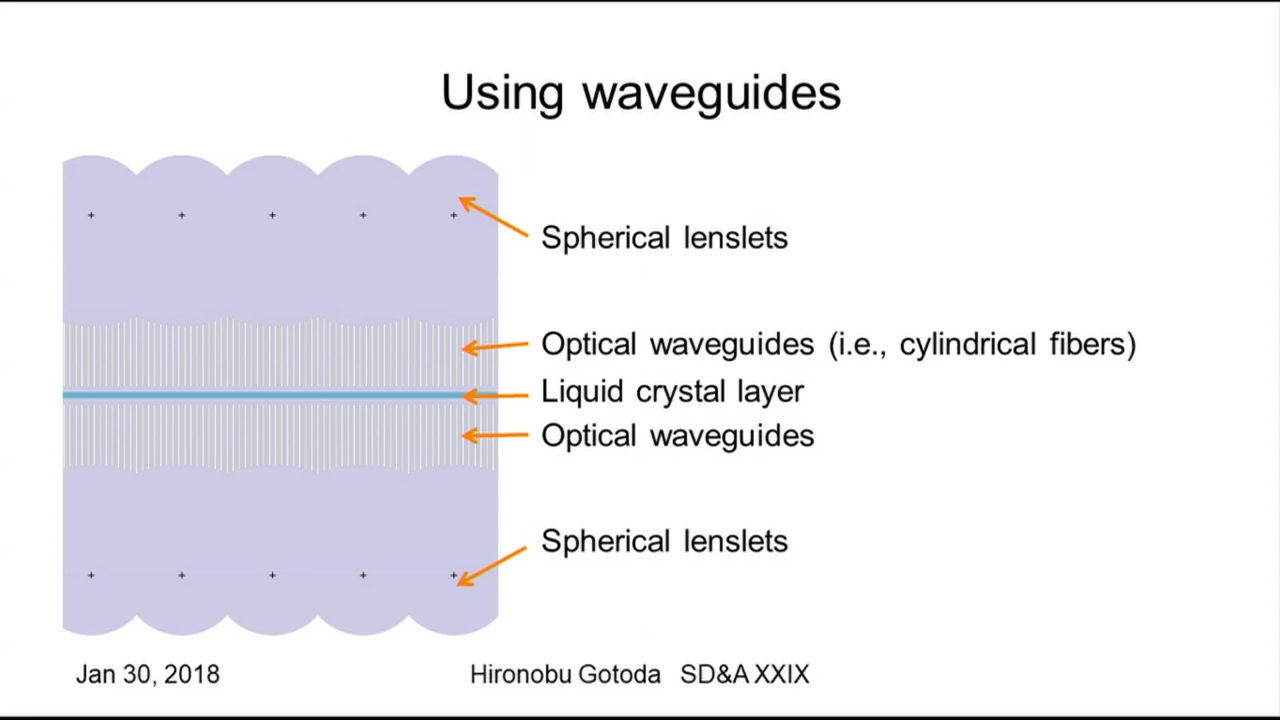 Using waveguides
Spherical lenslets
Optical waveguides (i.e., cylindrical fibers)
Liquid crystal layer
Optical waveguides
Spherical lenslets
Jan 30, 2018
Hironobu Gotoda SD&A XXIX